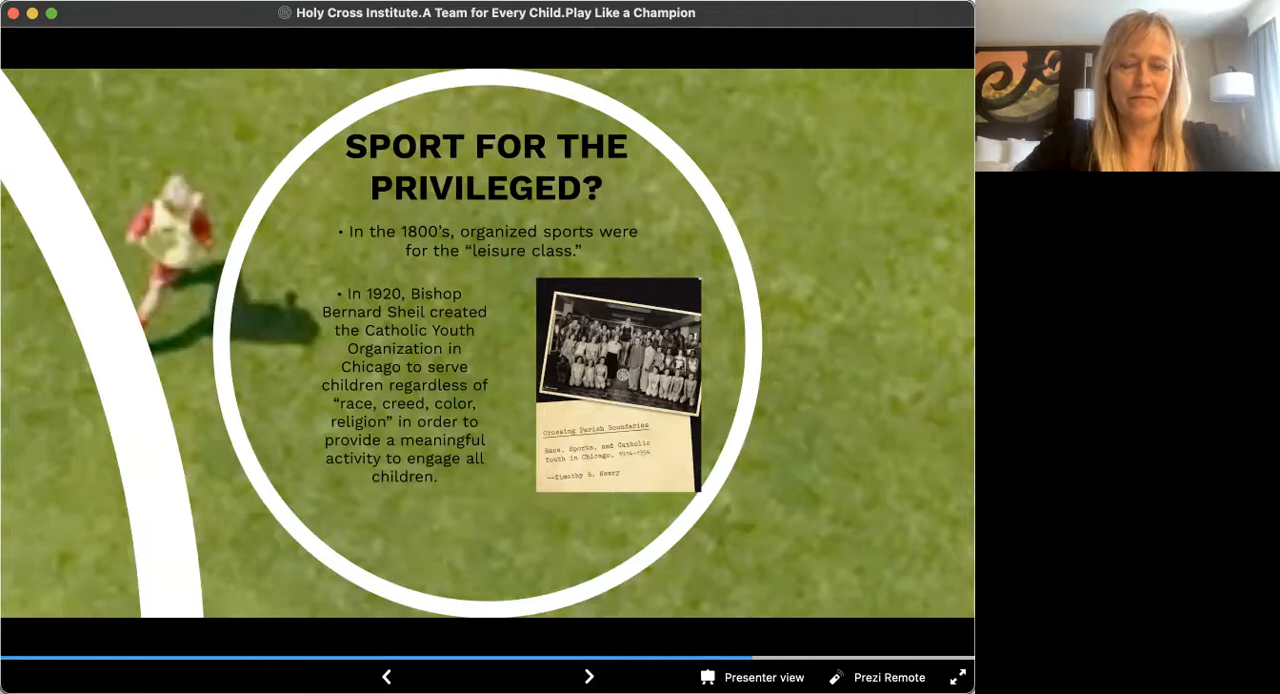 Holy Cross Institute.A Team for Every Child.Play Like a Champion
SPORT FOR THE
PRIVILEGED?
• In the 1800's, organized sports were
for the “leisure class.”
• In 1920, Bishop
Bernard Sheil created
the Catholic Youth
Organization in
Chicago to serve
children regardless of
“race, creed, color,
religion” in order to
provide a meaningful
activity to engage all
children.
Crossing Parish Boundaries
Race, Sports, and Catholic
Youth in Chicago, 1914-1954
—Timothy B. Neary
Presenter view
Prezi Remote